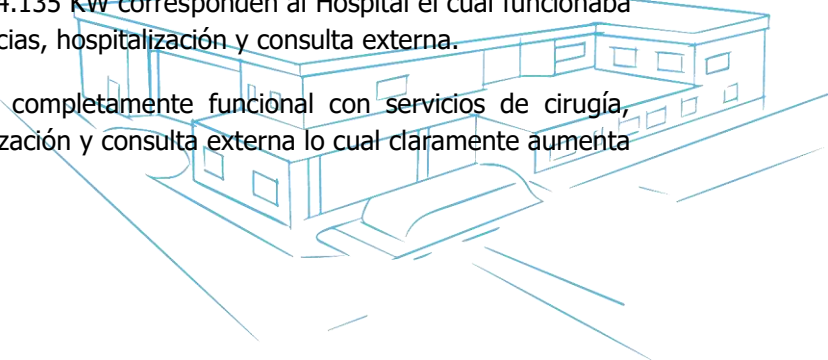 4.135 KW corresponden al Hospital el cual funcionaba
cias, hospitalización y consulta externa.
completamente funcional con servicios de cirugía,
zación y consulta externa lo cual claramente aumenta